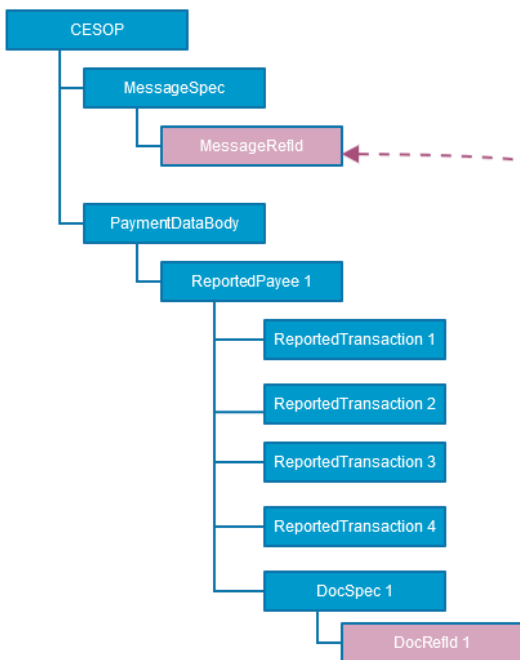 CESOP
MessageSpec
MessageRefId
PaymentDataBody
ReportedPayee 1
ReportedTransaction 1
ReportedTransaction 2
ReportedTransaction 3
ReportedTransaction 4
DocSpec 1
DocRefId 1